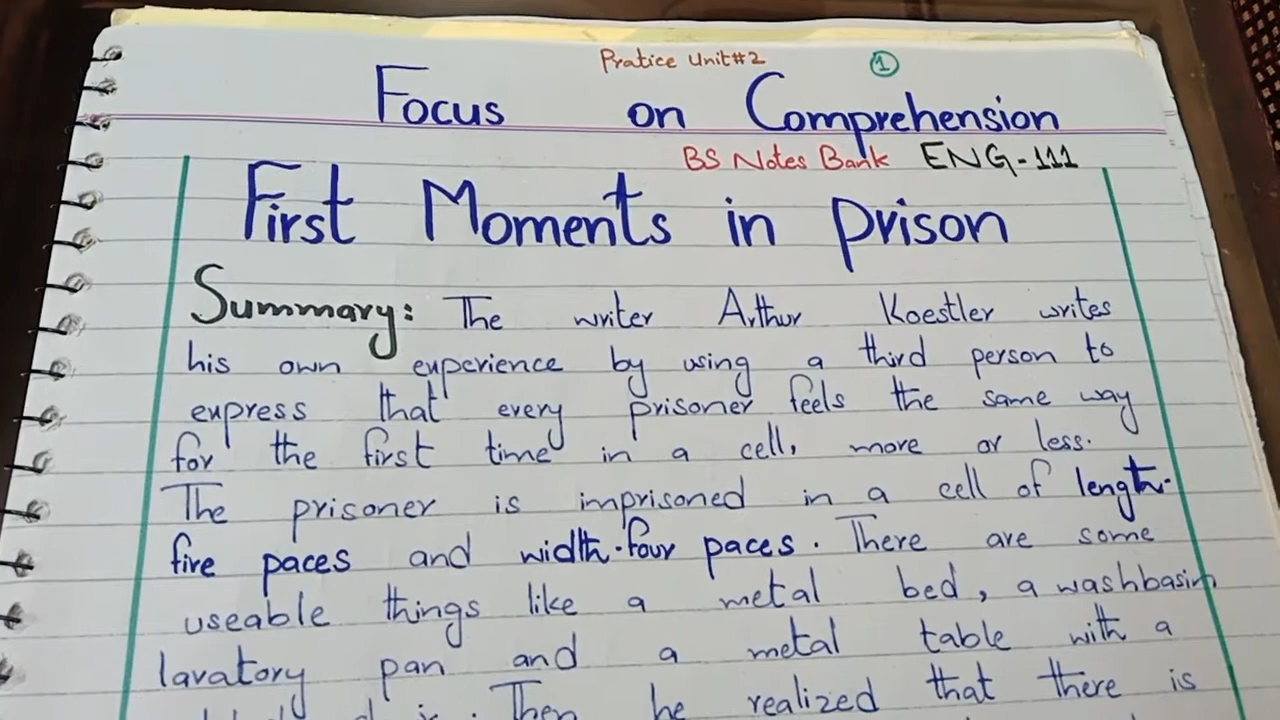 Pratice Unit#2
1
Focus on Comprehension
BS Notes Bank ENG-111
First Moments in prison
Summary: The writer Arthur Koestler writes
his own experience by using a third person to
express that every prisoner feels the same way
for the first time in a cell, more or less.
The prisoner is imprisoned in a cell of length-
five paces and width-four paces. There are some
useable things like a metal bed, a washbasin
lavatory pan and a metal table with a
Then he realized that there is